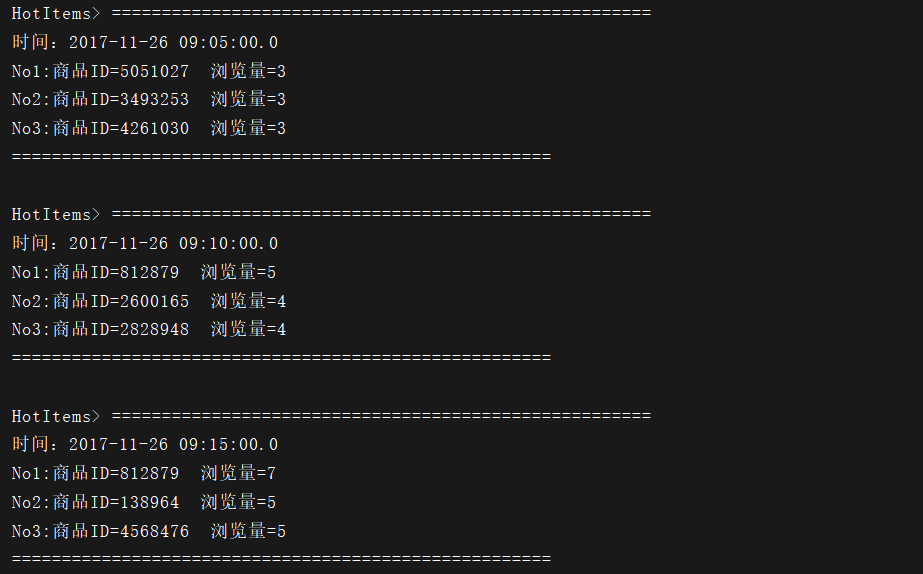 HotItems> ======================================================
时间：2017-11-26 09:05:00.0
No1:商品ID=5051027  浏览量=3
No2:商品ID=3493253  浏览量=3
No3:商品ID=4261030  浏览量=3
======================================================
HotItems> ======================================================
时间：2017-11-26 09:10:00.0
No1:商品ID=812879  浏览量=5
No2:商品ID=2600165  浏览量=4
No3:商品ID=2828948  浏览量=4
======================================================
HotItems> ======================================================
时间：2017-11-26 09:15:00.0
No1:商品ID=812879  浏览量=7
No2:商品ID=138964  浏览量=5
No3:商品ID=4568476  浏览量=5
======================================================